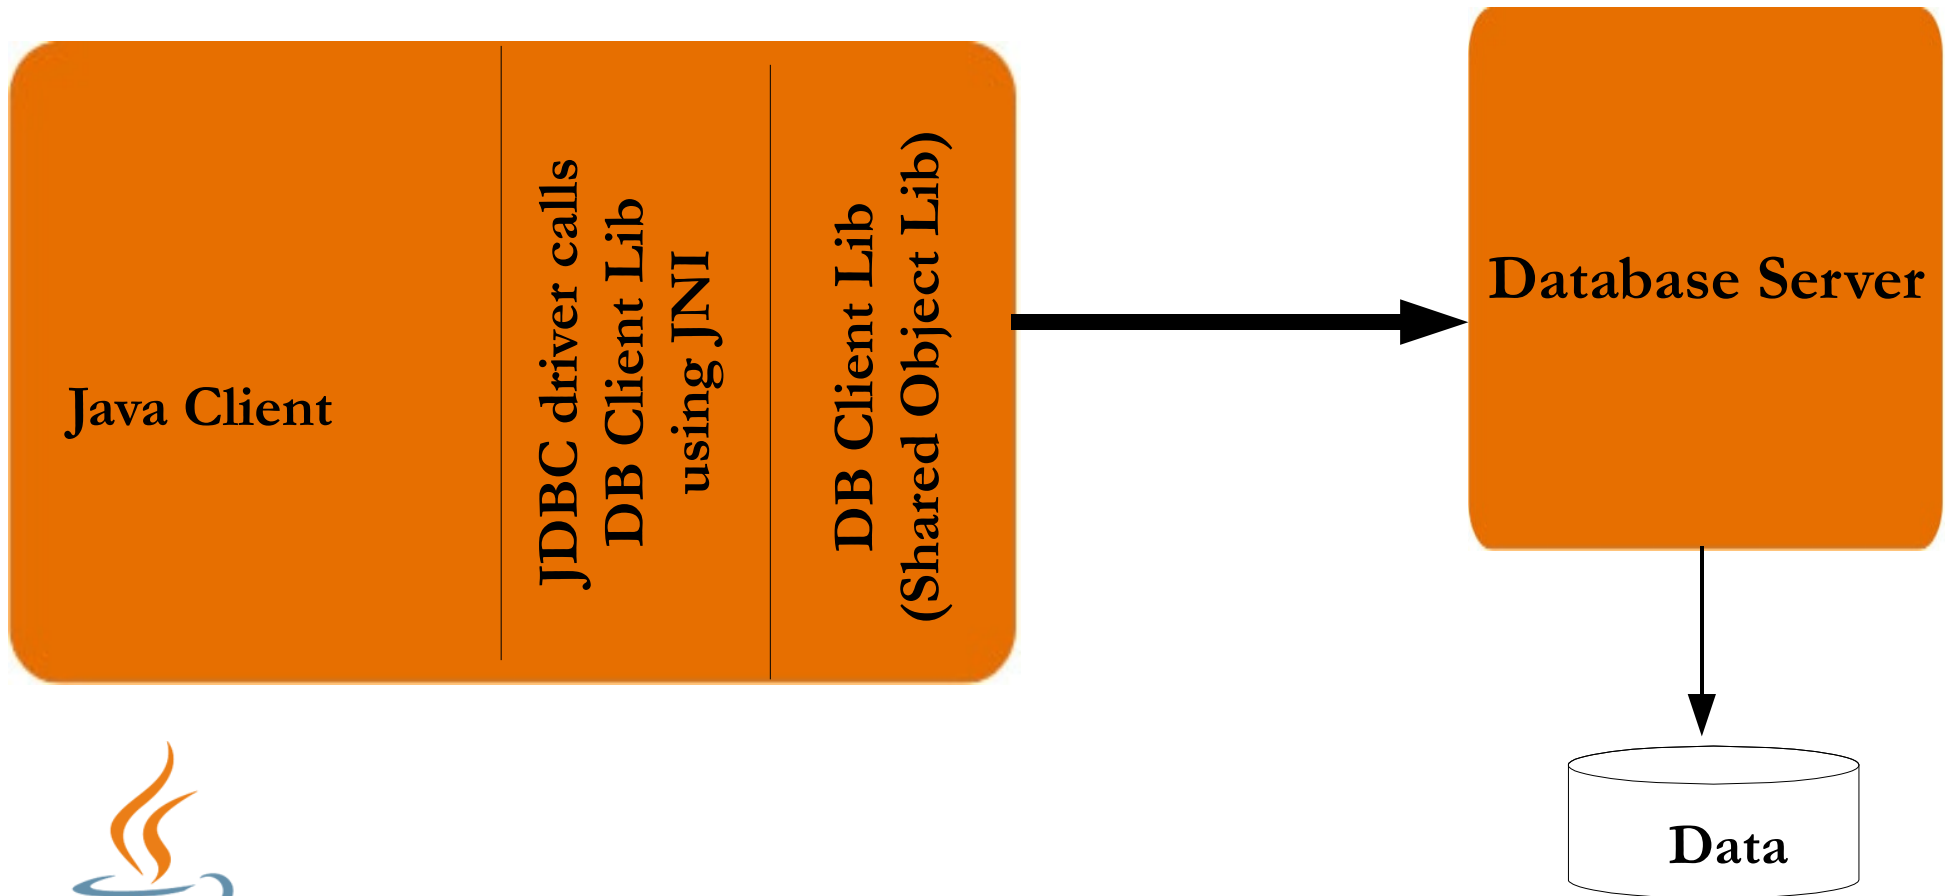 Java Client
JDBC driver calls
DB Client Lib
using JNI
DB Client Lib
(Shared Object Lib)
Database Server
Data